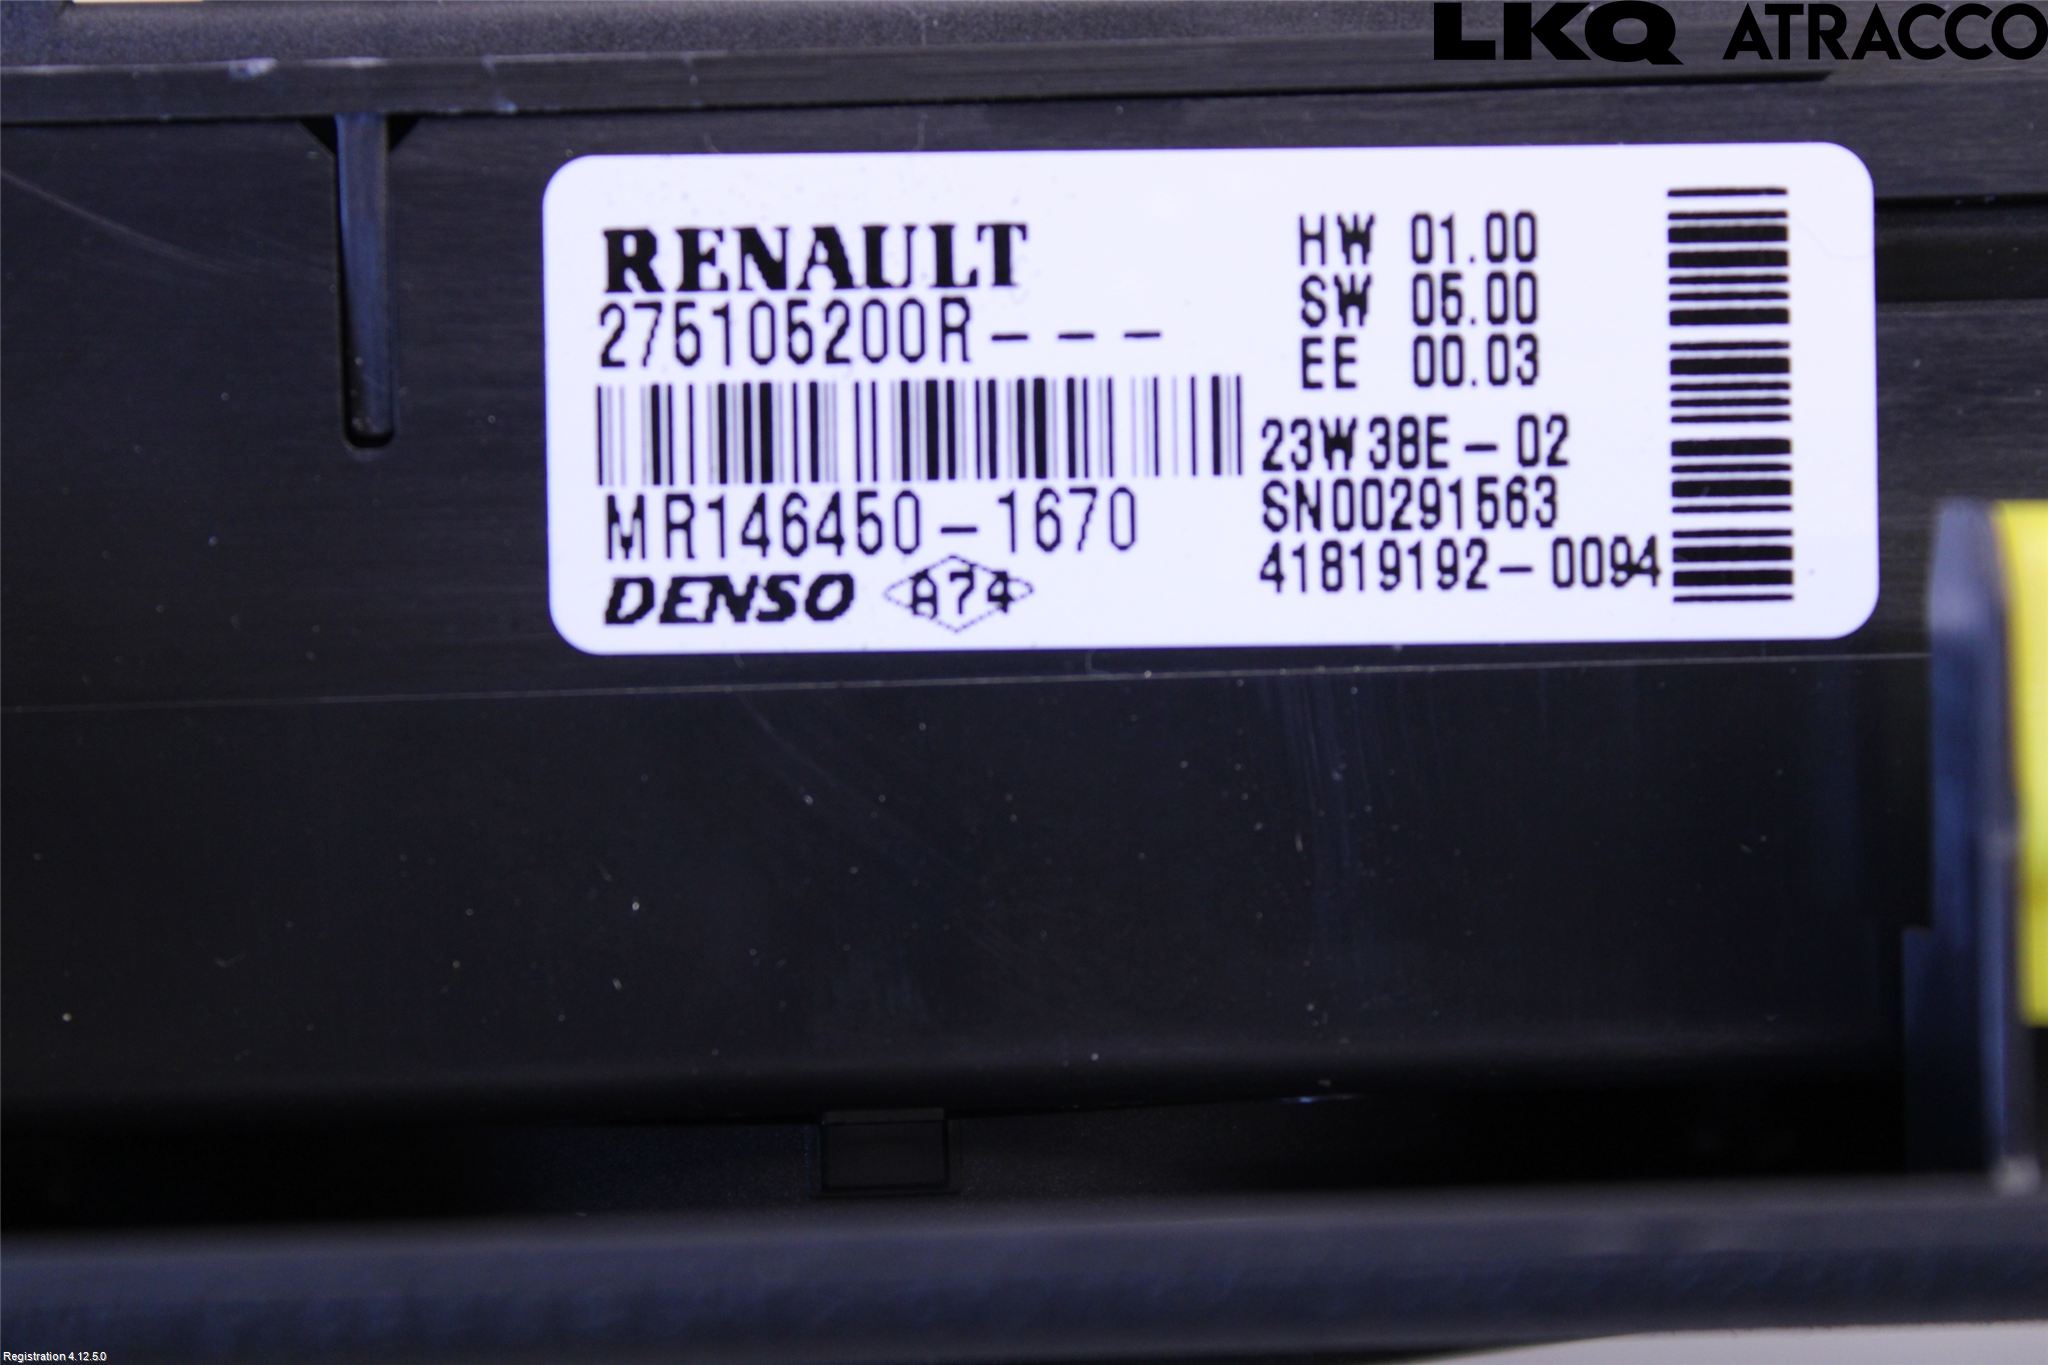 LKQ ATRACCO
RENAULT
275105200R---
MR146450-1670
DENSO A74
HW 01.00
SW 05.00
EE 00.03
23W38E-02
SN00291563
41819192-0094
Registration 4.12.5.0